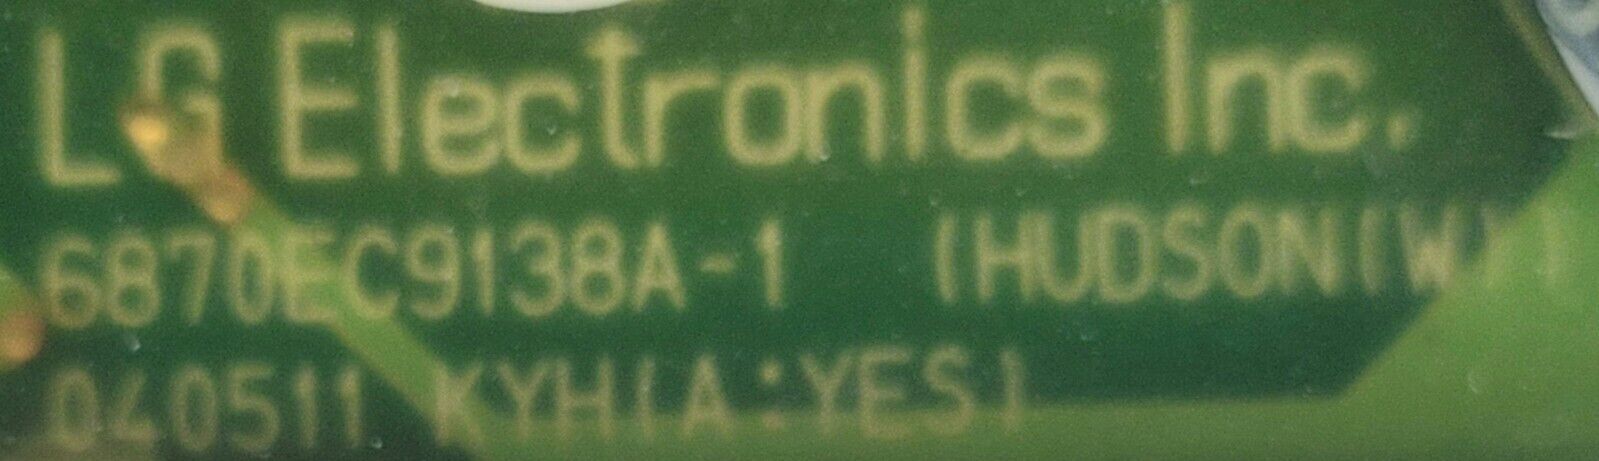 LG Electronics Inc.
6870EC9138A-1 (HUDSON(W))
040511 KYH(A:YES)